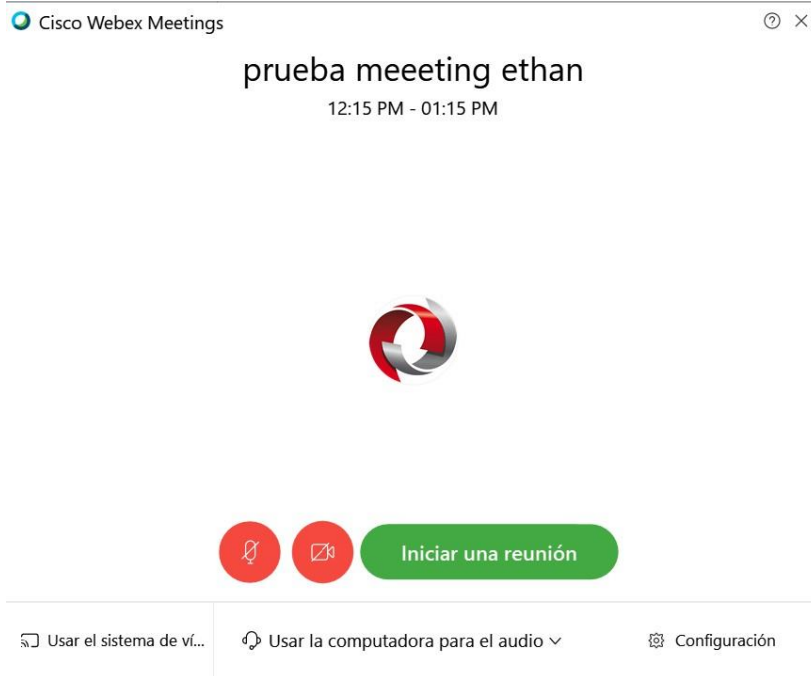 Cisco Webex Meetings
prueba meeeting ethan
12:15 PM - 01:15 PM
Iniciar una reunión
Usar el sistema de ví...
Usar la computadora para el audio
Configuración